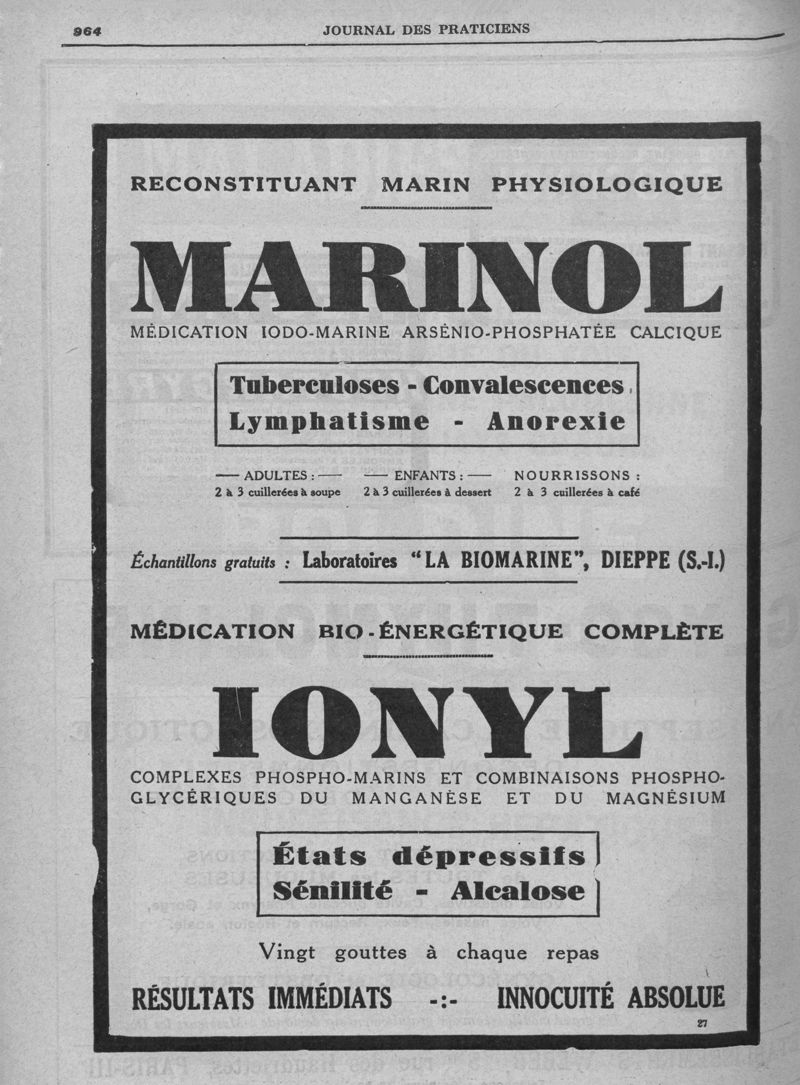 964
JOURNAL DES PRATICIENS
RECONSTITUANT MARIN PHYSIOLOGIQUE
MARINOL
MÉDICATION IODO-MARINE ARSÉNIO-PHOSPHATÉE CALCIQUE
Tuberculoses - Convalescences
Lymphatisme - Anorexie
— ADULTES : — — ENFANTS : — NOURRISSONS :
2 à 3 cuillerées à soupe 2 à 3 cuillerées à dessert 2 à 3 cuillerées à café
Échantillons gratuits : Laboratoires "LA BIOMARINE", DIEPPE (S.-I.)
MÉDICATION BIO-ÉNERGÉTIQUE COMPLÈTE
IONYL
COMPLEXES PHOSPHO-MARINS ET COMBINAISONS PHOSPHO-
GLYCÉRIQUES DU MANGANÈSE ET DU MAGNÉSIUM
États dépressifs
Sénilité - Alcalose
Vingt gouttes à chaque repas
RÉSULTATS IMMÉDIATS -:- INNOCUITÉ ABSOLUE
27